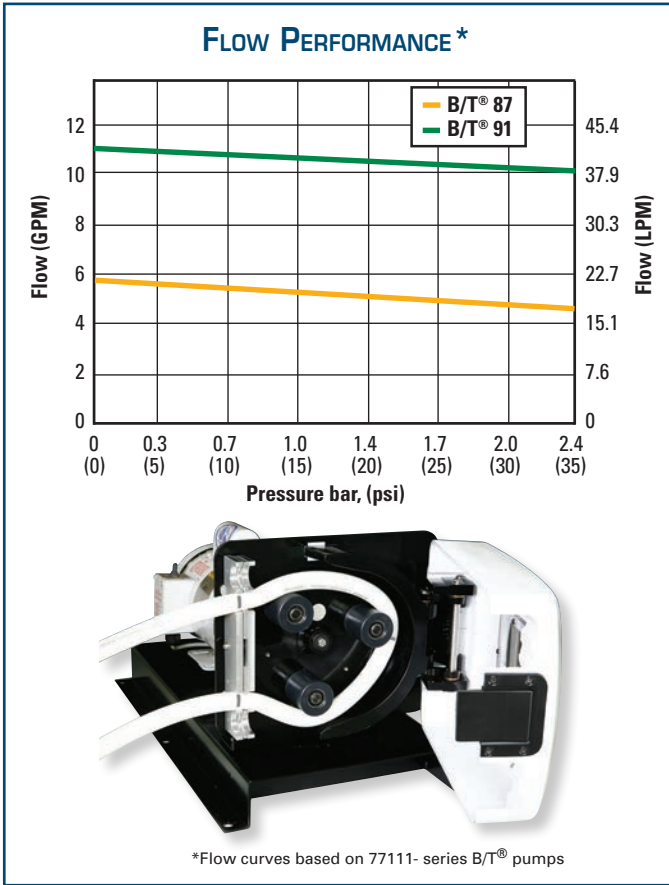 FLOW PERFORMANCE*
B/T® 87
B/T® 91
12
10
8
6
4
2
0
Flow (GPM)
45.4
37.9
30.3
22.7
15.1
7.6
0
Flow (LPM)
0 0.3 0.7 1.0 1.4 1.7 2.0 2.4
(0) (5) (10) (15) (20) (25) (30) (35)
Pressure bar, (psi)
*Flow curves based on 77111- series B/T® pumps